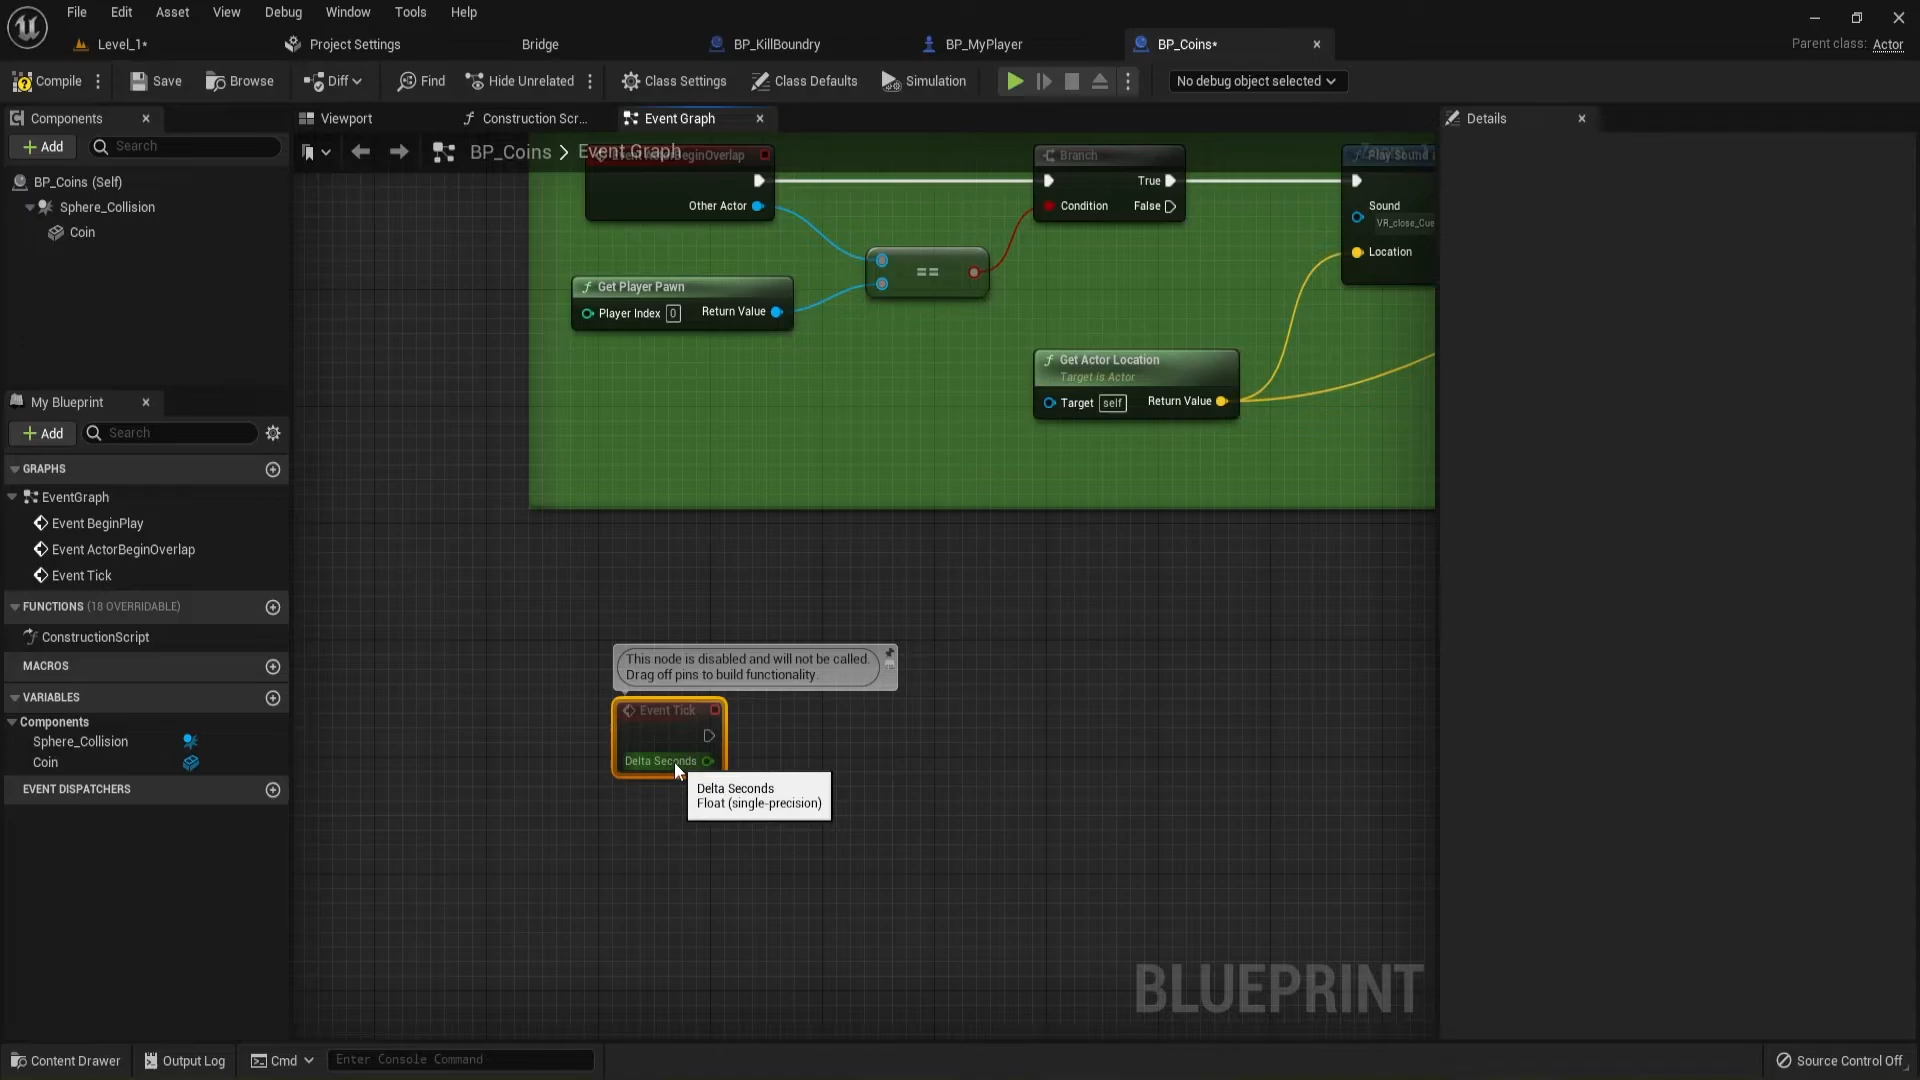 File Edit Asset View Debug Window Tools Help
Level_1* Project Settings Bridge BP_KillBoundry BP_MyPlayer BP_Coins* Parent class: Actor
Compile Save Browse Diff Find Hide Unrelated Class Settings Class Defaults Simulation No debug object selected
Components Viewport Construction Scr... Event Graph Details
Add Search
BP_Coins > Event Graph
BP_Coins (Self)
Sphere_Collision
Coin
Event ActorBeginOverlap
Other Actor
Branch
True
Condition False
Play Sound
Sound
VR_close_Cue
Location
==
Get Player Pawn
Player Index 0 Return Value
Get Actor Location
Target is Actor
Target self Return Value
My Blueprint
Add Search
GRAPHS
EventGraph
Event BeginPlay
Event ActorBeginOverlap
Event Tick
FUNCTIONS (18 OVERRIDABLE)
ConstructionScript
MACROS
VARIABLES
Components
Sphere_Collision
Coin
EVENT DISPATCHERS
This node is disabled and will not be called.
Drag off pins to build functionality.
Event Tick
Delta Seconds
Delta Seconds
Float (single-precision)
BLUEPRINT
Content Drawer Output Log Cmd Enter Console Command Source Control Off